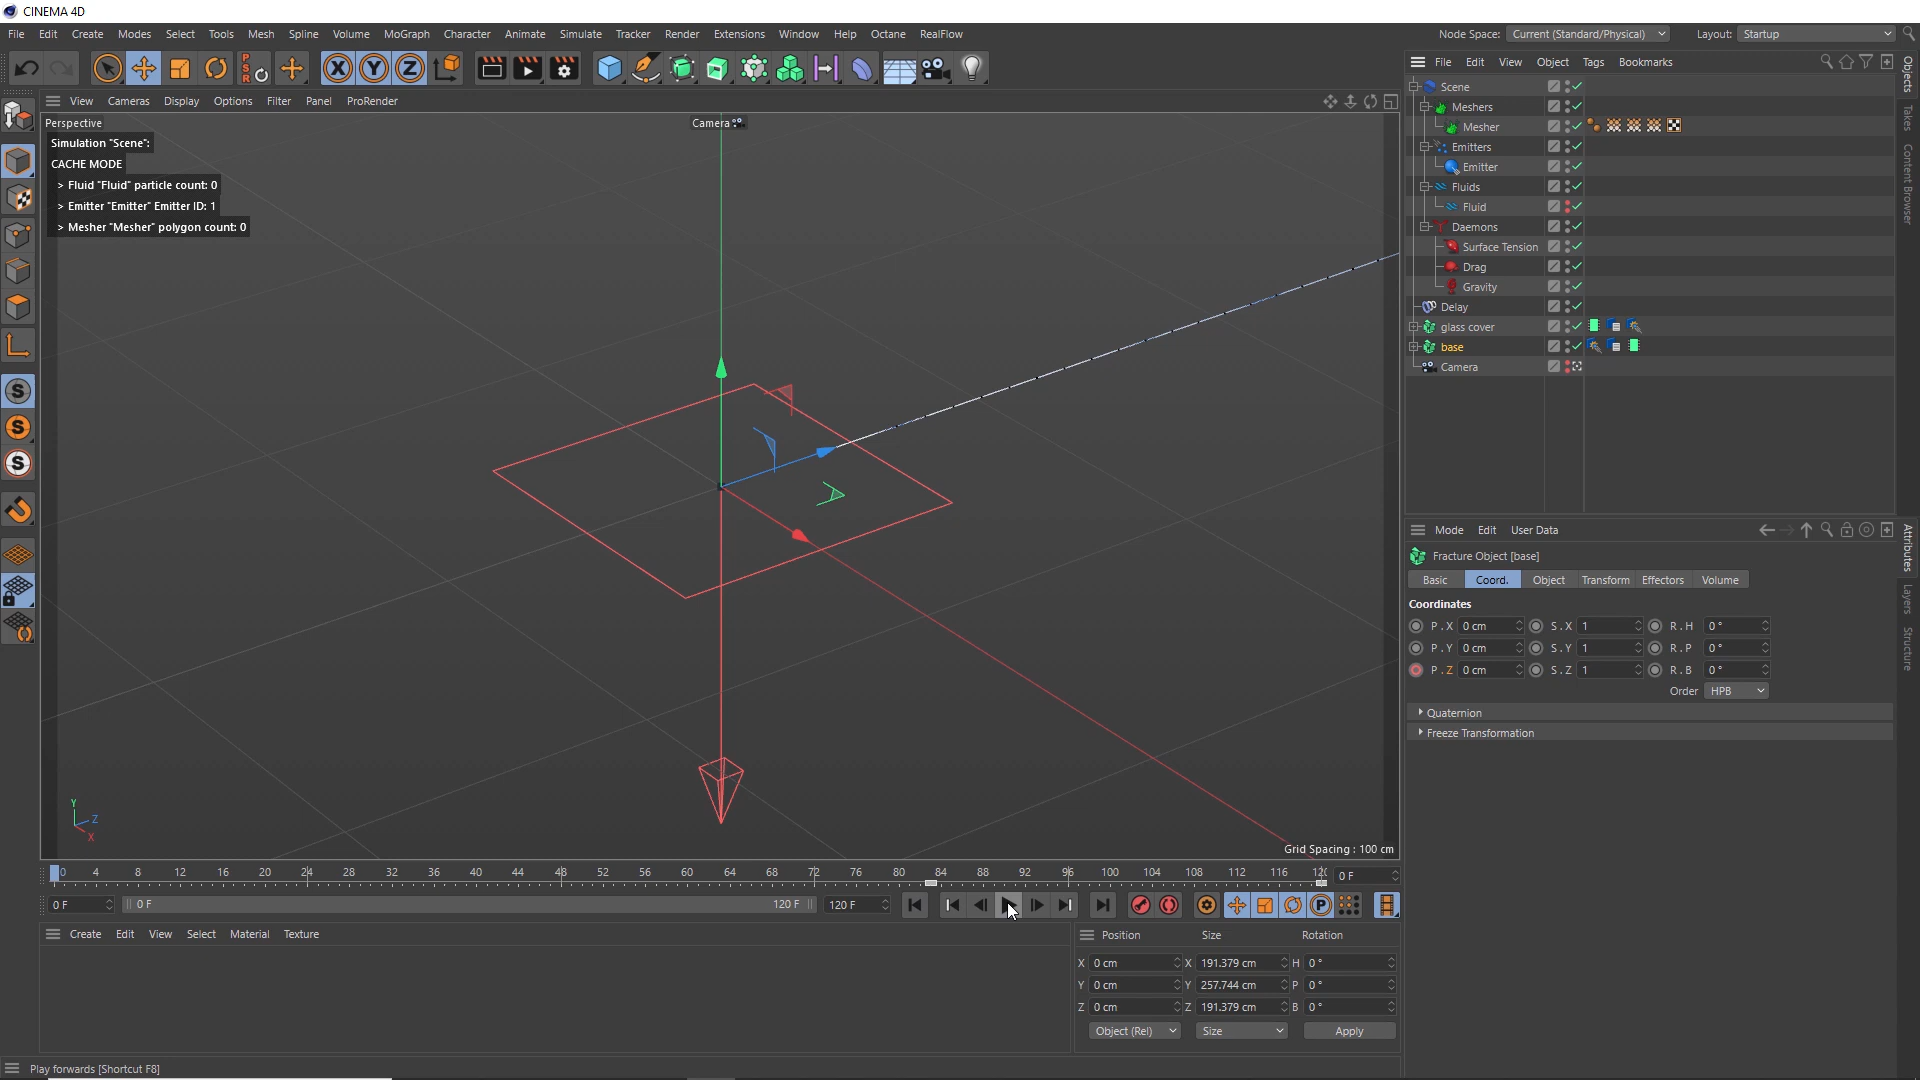 CINEMA 4D
File Edit Create Modes Select Tools Mesh Spline Volume MoGraph Character Animate Simulate Tracker Render Extensions Window Help Octane RealFlow
Node Space: Current (Standard/Physical) Layout: Startup
PSR X Y Z
File Edit View Object Tags Bookmarks
View Cameras Display Options Filter Panel ProRender
Perspective
Camera
Simulation "Scene":
CACHE MODE
> Fluid "Fluid" particle count: 0
> Emitter "Emitter" Emitter ID: 1
> Mesher "Mesher" polygon count: 0
Scene
Meshers
Mesher
Emitters
Emitter
Fluids
Fluid
Daemons
Surface Tension
Drag
Gravity
Delay
glass cover
base
Camera
Objects
Takes
Content Browser
S
S
S
Mode Edit User Data
Fracture Object [base]
Basic Coord. Object Transform Effectors Volume
Coordinates
P . X 0 cm S . X 1 R . H 0 °
P . Y 0 cm S . Y 1 R . P 0 °
P . Z 0 cm S . Z 1 R . B 0 °
Order HPB
Quaternion
Freeze Transformation
Attributes
Layers
Structure
Y
Z
X
Grid Spacing : 100 cm
0 4 8 12 16 20 24 28 32 36 40 44 48 52 56 60 64 68 72 76 80 84 88 92 96 100 104 108 112 116 120 0 F
0 F 0 F 120 F 120 F
P
Create Edit View Select Material Texture
Position Size Rotation
X 0 cm X 191.379 cm H 0 °
Y 0 cm Y 257.744 cm P 0 °
Z 0 cm Z 191.379 cm B 0 °
Object (Rel) Size Apply
Play forwards [Shortcut F8]